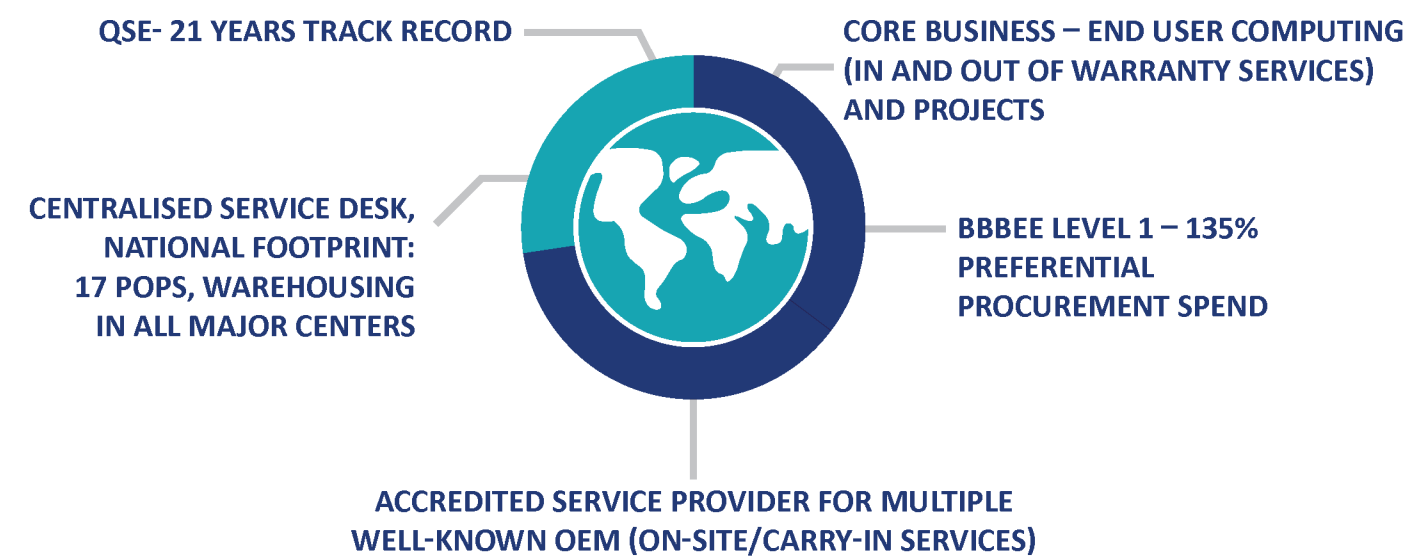 QSE- 21 YEARS TRACK RECORD
CORE BUSINESS – END USER COMPUTING
(IN AND OUT OF WARRANTY SERVICES)
AND PROJECTS
CENTRALISED SERVICE DESK,
NATIONAL FOOTPRINT:
17 POPS, WAREHOUSING
IN ALL MAJOR CENTERS
BBBEE LEVEL 1 – 135%
PREFERENTIAL
PROCUREMENT SPEND
ACCREDITED SERVICE PROVIDER FOR MULTIPLE
WELL-KNOWN OEM (ON-SITE/CARRY-IN SERVICES)